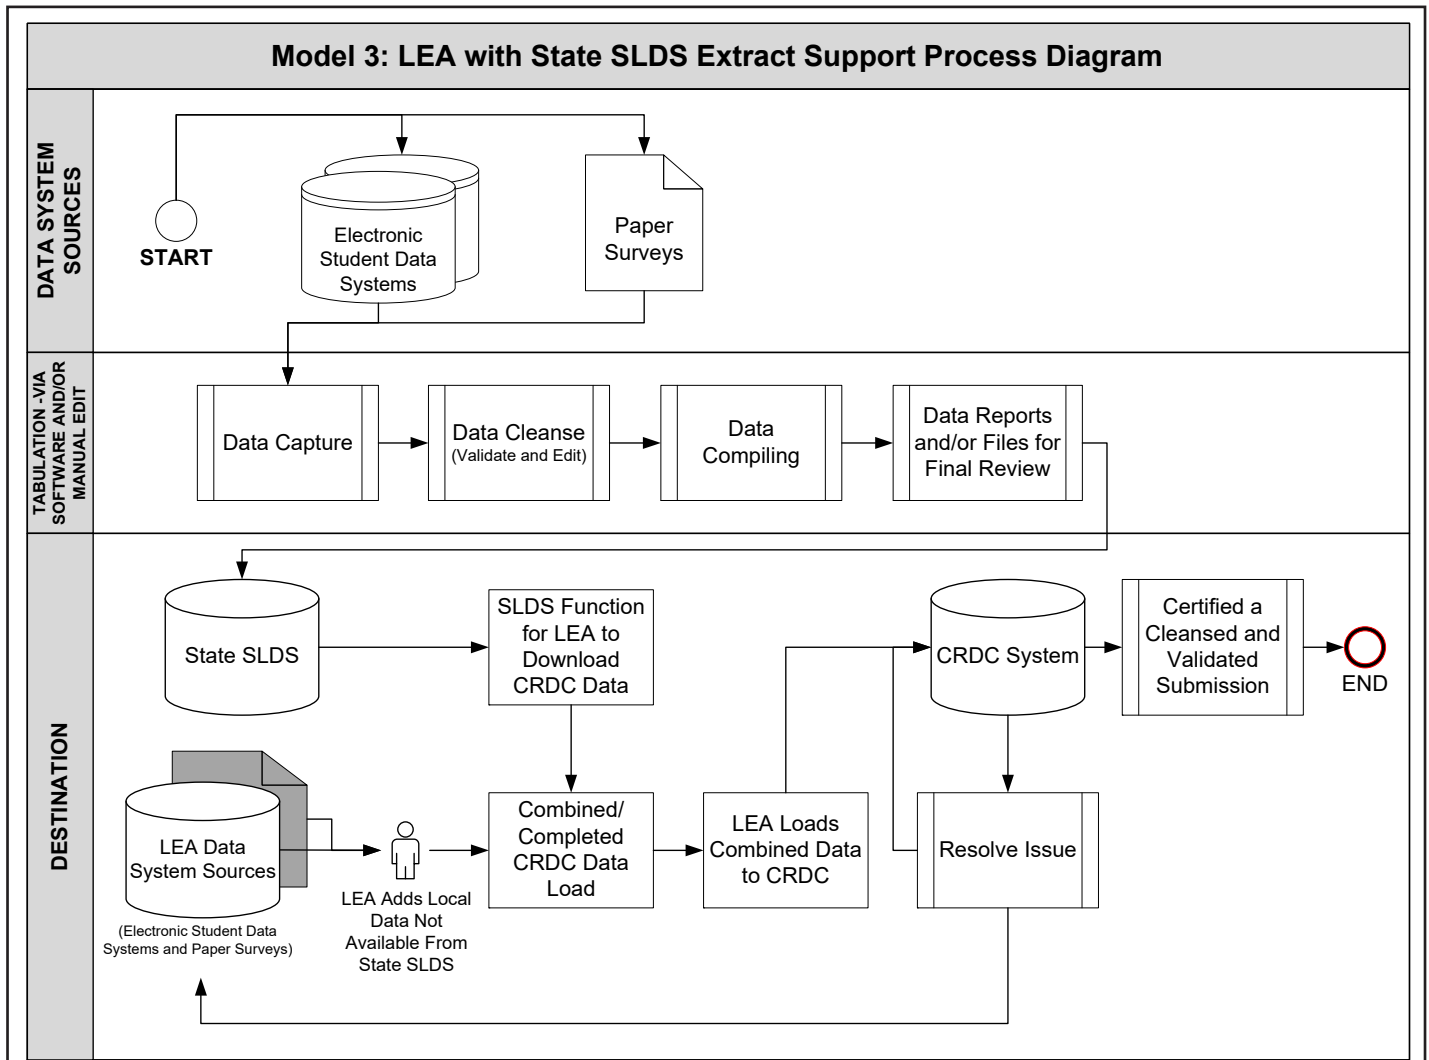 Model 3: LEA with State SLDS Extract Support Process Diagram
DATA SYSTEM
SOURCES
START
Electronic
Student Data
Systems
Paper
Surveys
TABULATION -VIA
SOFTWARE AND/OR
MANUAL EDIT
Data Capture
Data Cleanse
(Validate and Edit)
Data
Compiling
Data Reports
and/or Files for
Final Review
DESTINATION
State SLDS
SLDS Function
for LEA to
Download
CRDC Data
CRDC System
Certified a
Cleansed and
Validated
Submission
END
LEA Data
System Sources
(Electronic Student Data
Systems and Paper Surveys)
LEA Adds Local
Data Not
Available From
State SLDS
Combined/
Completed
CRDC Data
Load
LEA Loads
Combined Data
to CRDC
Resolve Issue